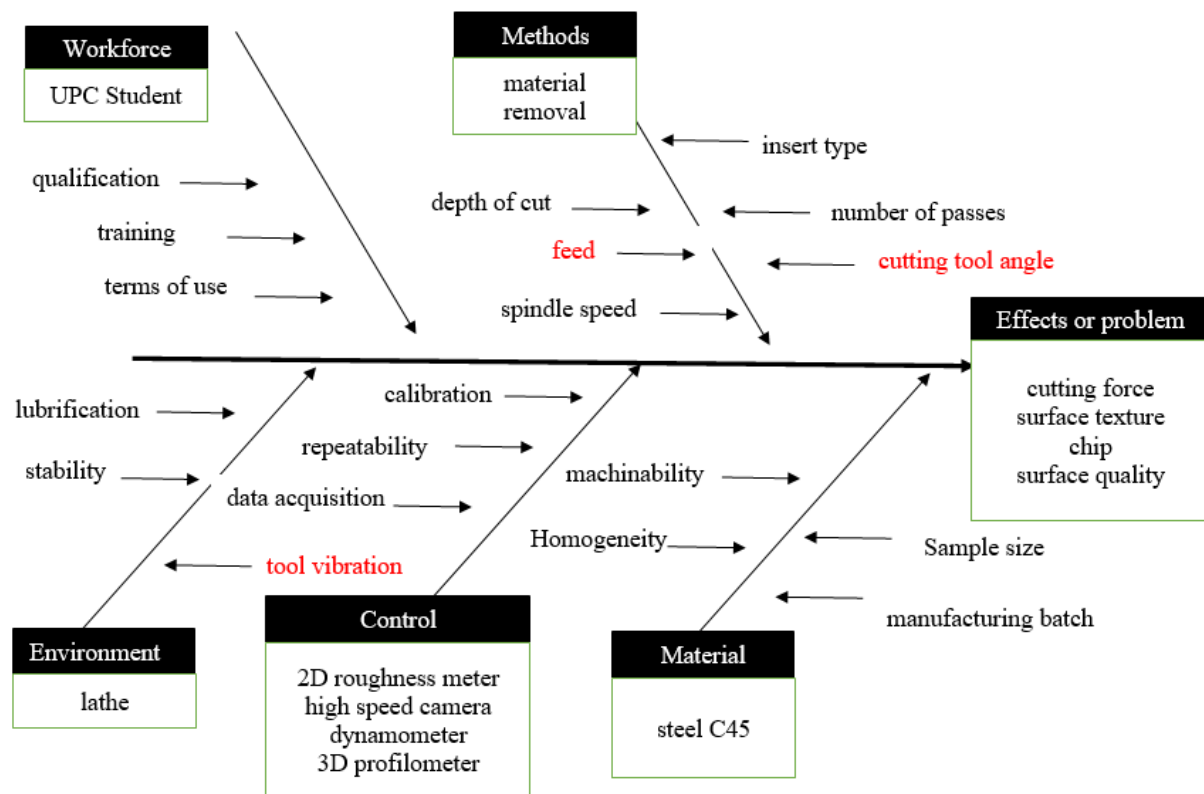 Workforce
UPC Student
qualification
training
terms of use
Methods
material
removal
insert type
depth of cut
number of passes
feed
cutting tool angle
spindle speed
Effects or problem
cutting force
surface texture
chip
surface quality
lubrification
stability
tool vibration
Environment
lathe
calibration
repeatability
data acquisition
Control
2D roughness meter
high speed camera
dynamometer
3D profilometer
machinability
Homogeneity
Sample size
manufacturing batch
Material
steel C45